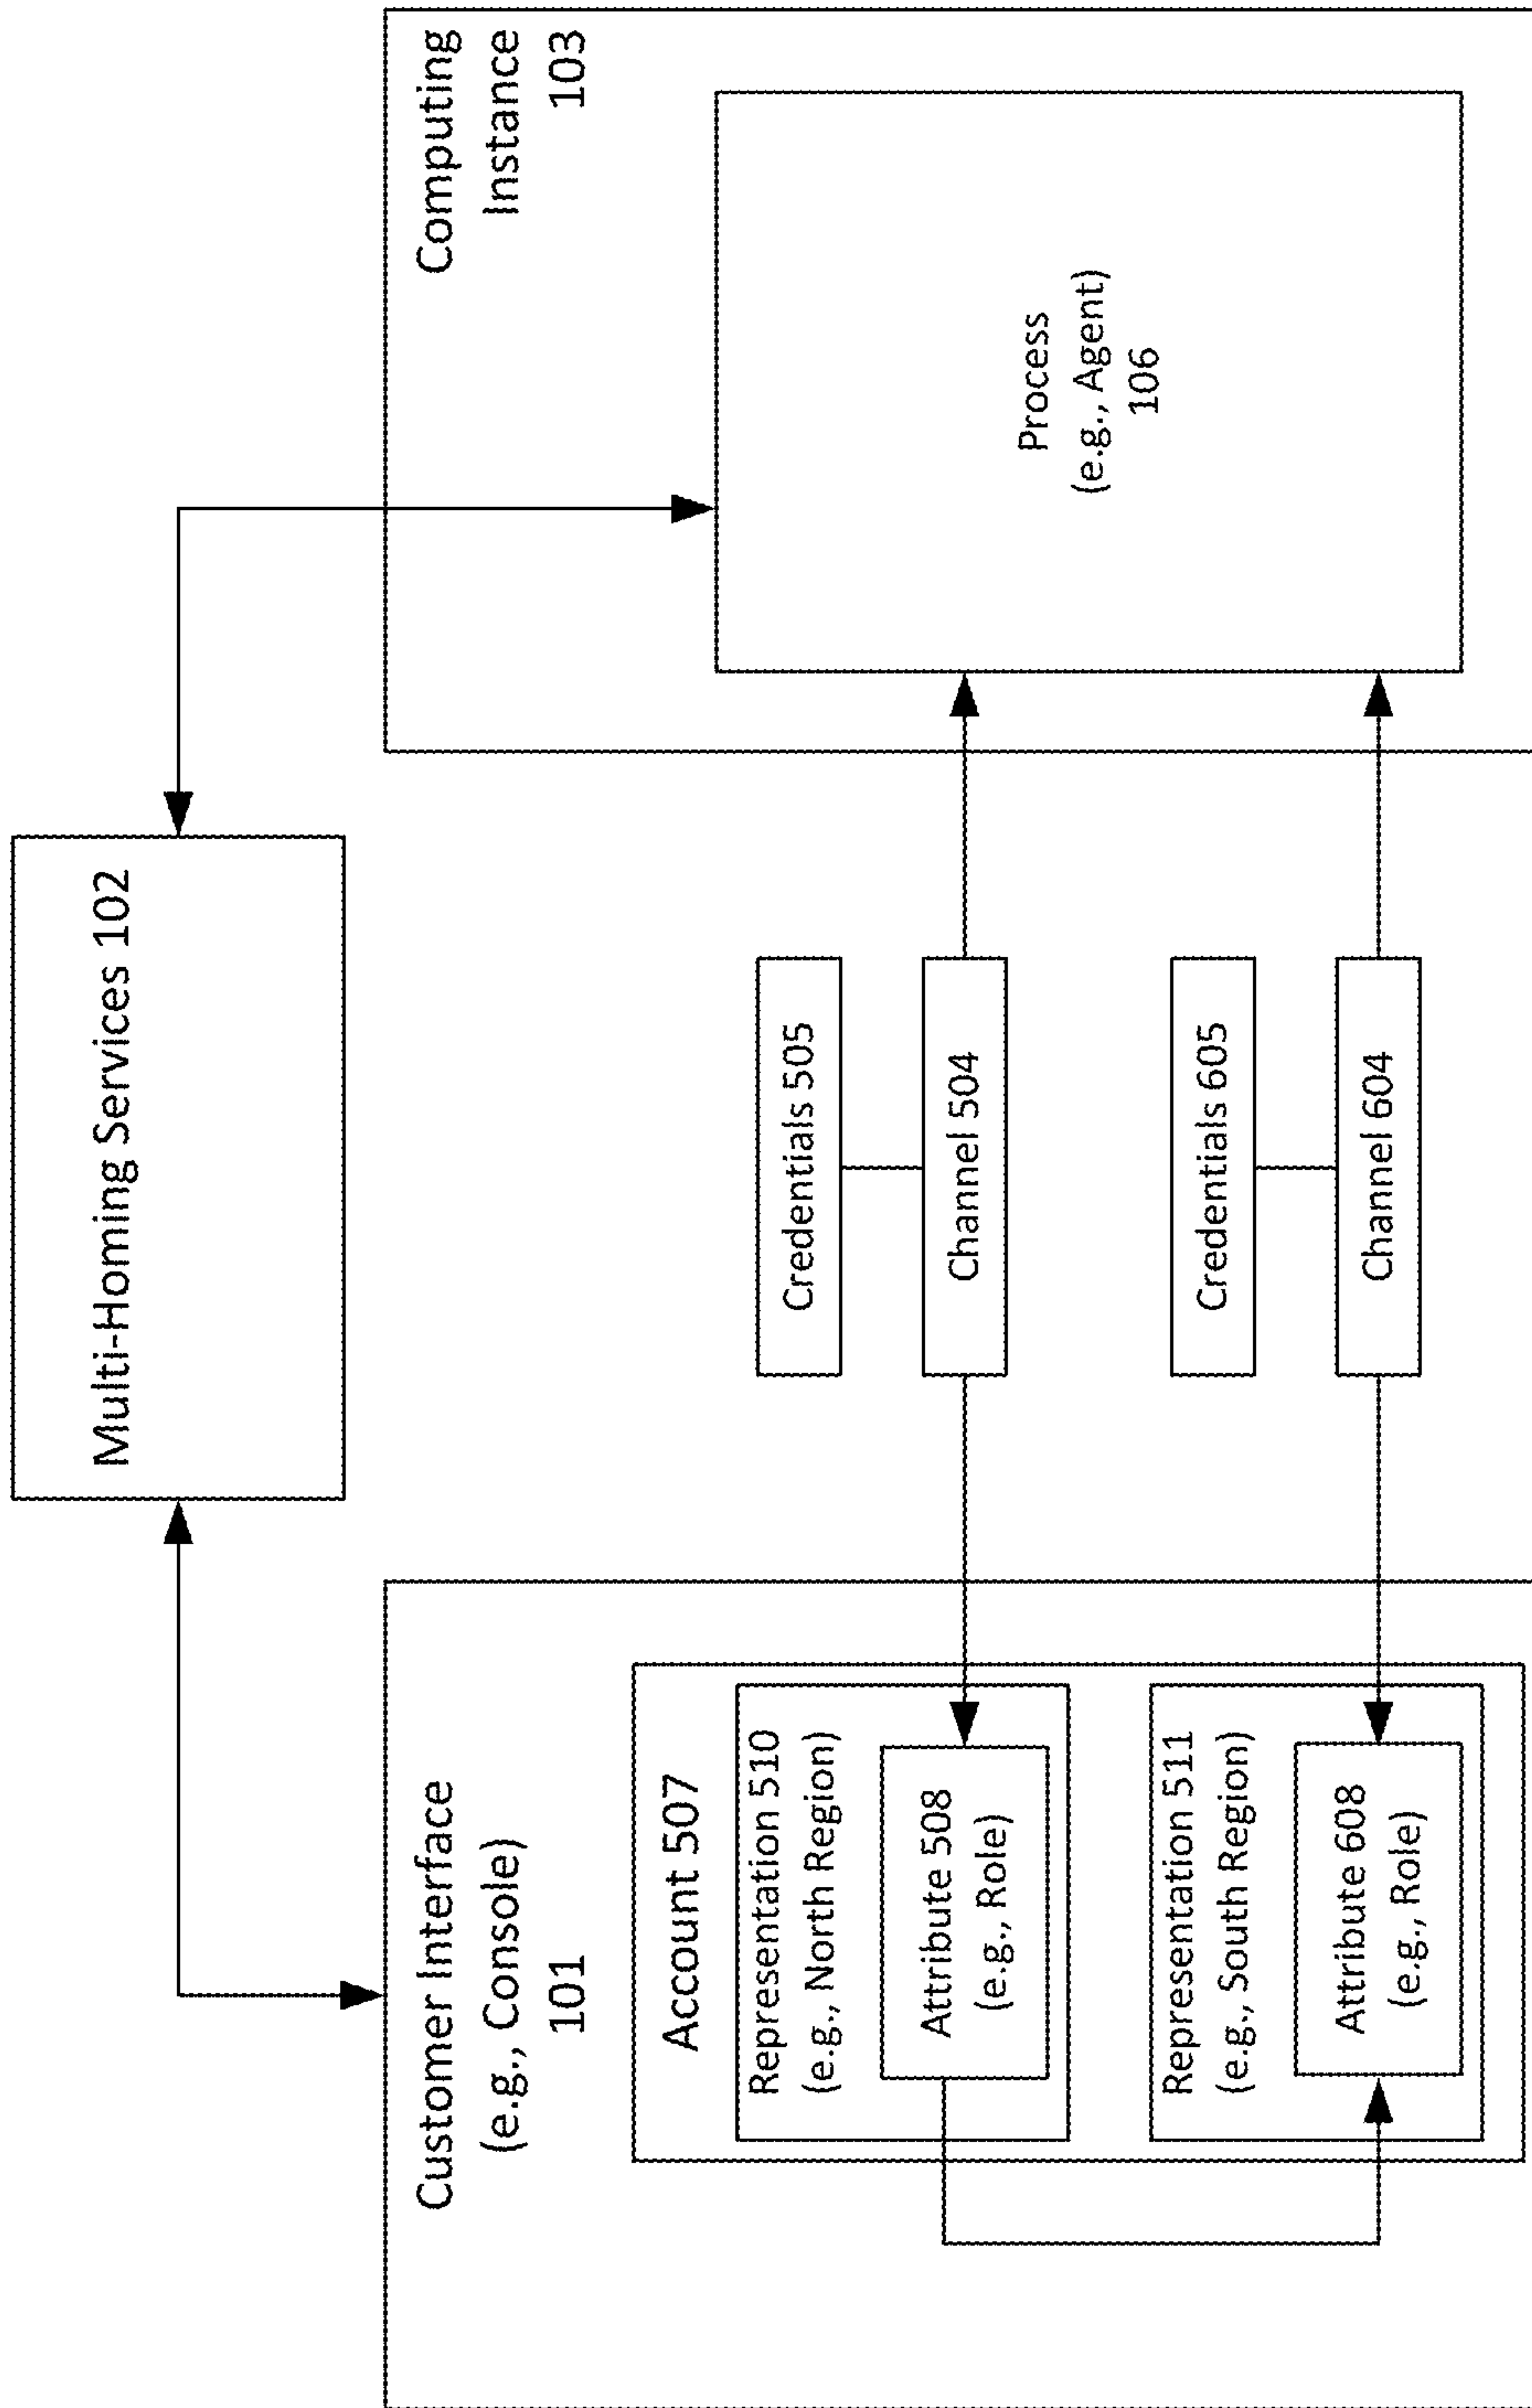 Multi-Homing Services 102
Customer Interface
(e.g., Console)
101
Account 507
Representation 510
(e.g., North Region)
Attribute 508
(e.g., Role)
Representation 511
(e.g., South Region)
Attribute 608
(e.g., Role)
Credentials 505
Channel 504
Credentials 605
Channel 604
Computing
Instance
103
Process
(e.g., Agent)
106